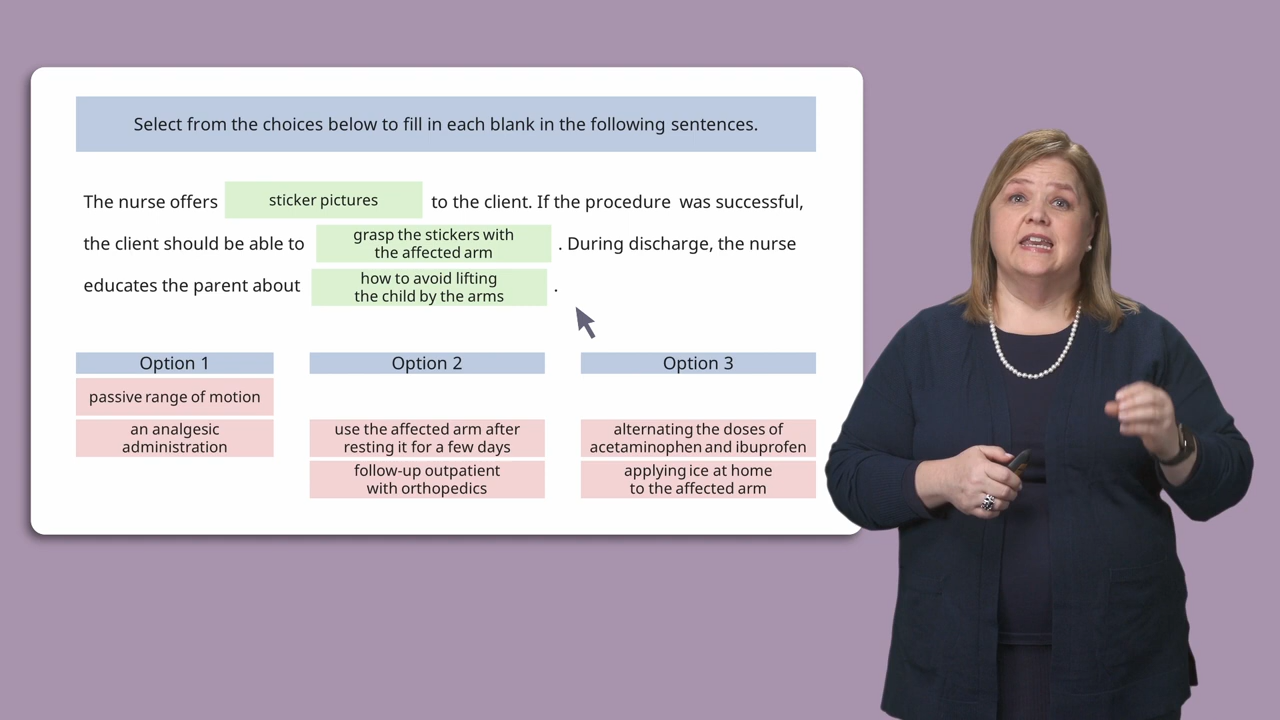 Select from the choices below to fill in each blank in the following sentences.
The nurse offers sticker pictures to the client. If the procedure was successful,
the client should be able to grasp the stickers with the affected arm . During discharge, the nurse
educates the parent about how to avoid lifting the child by the arms .
Option 1
Option 2
Option 3
passive range of motion
an analgesic
administration
use the affected arm after
resting it for a few days
alternating the doses of
acetaminophen and ibuprofen
follow-up outpatient
with orthopedics
applying ice at home
to the affected arm